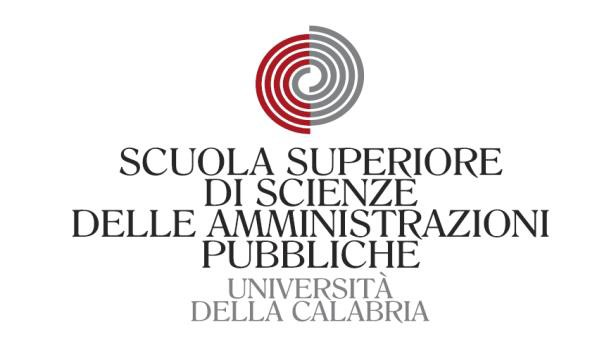 SCUOLA SUPERIORE
DI SCIENZE
DELLE AMMINISTRAZIONI
PUBBLICHE
UNIVERSITÀ
DELLA CALABRIA